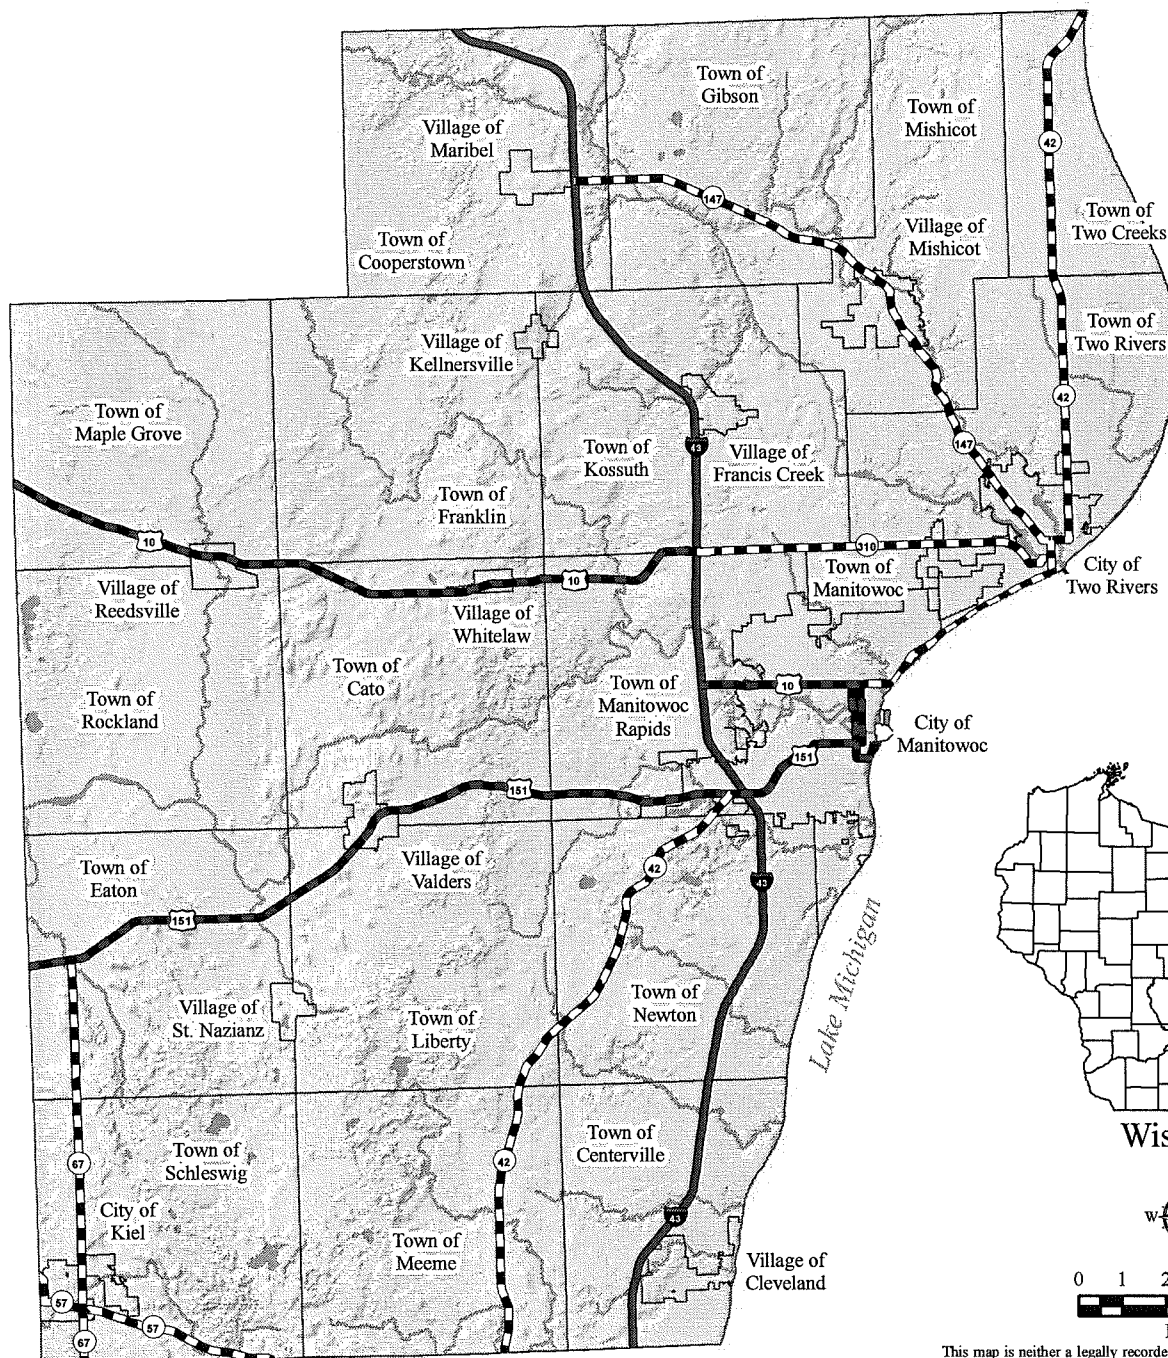 Town of
Gibson
Town of
Mishicot
42
Village of
Maribel
147
Town of
Two Creeks
Village of
Mishicot
Town of
Cooperstown
Town of
Two Rivers
Village of
Kellnersville
42
Town of
Maple Grove
Town of
Kossuth
43
Village of
Francis Creek
147
Town of
Franklin
10
310
Village of
Reedsville
10
Village of
Whitelaw
Town of
Manitowoc
City of
Two Rivers
Town of
Cato
Town of
Rockland
Town of
Manitowoc
Rapids
10
City of
Manitowoc
151
151
Town of
Eaton
Village of
Valders
42
43
151
Lake Michigan
Village of
St. Nazianz
Town of
Liberty
Town of
Newton
Town of
Schleswig
Town of
Centerville
67
42
Wis
City of
Kiel
43
W
Town of
Meeme
Village of
Cleveland
57
57
67
0 1 2
This map is neither a legally recorde